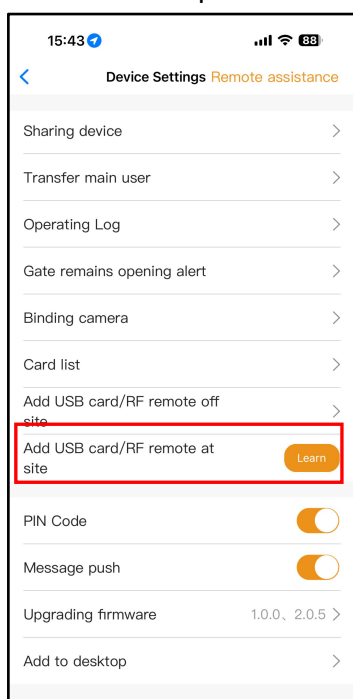 15:43 88
Device Settings Remote assistance
Sharing device
Transfer main user
Operating Log
Gate remains opening alert
Binding camera
Card list
Add USB card/RF remote off
site
Add USB card/RF remote at
site
Learn
PIN Code
Message push
Upgrading firmware 1.0.0、2.0.5
Add to desktop